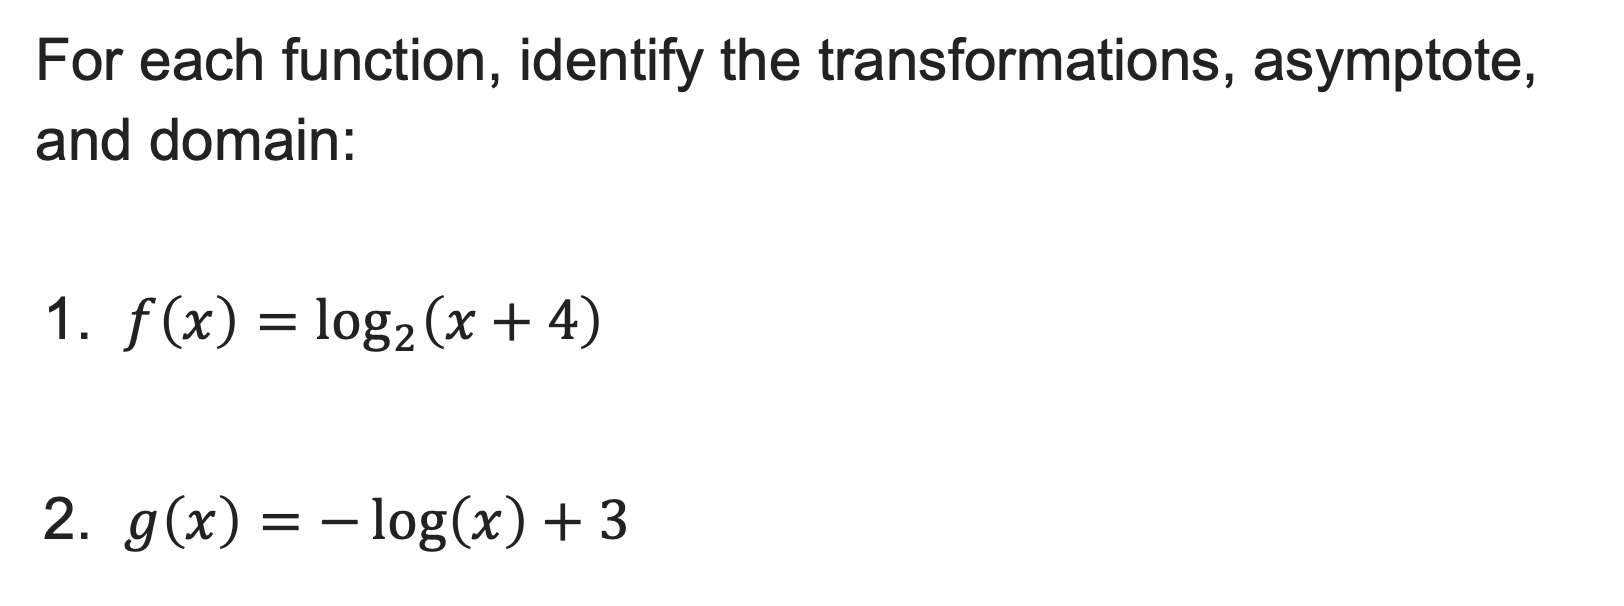 For each function, identify the transformations, asymptote,
and domain:
1. f(x) = log₂(x + 4)
2. g(x) = − log(x) + 3